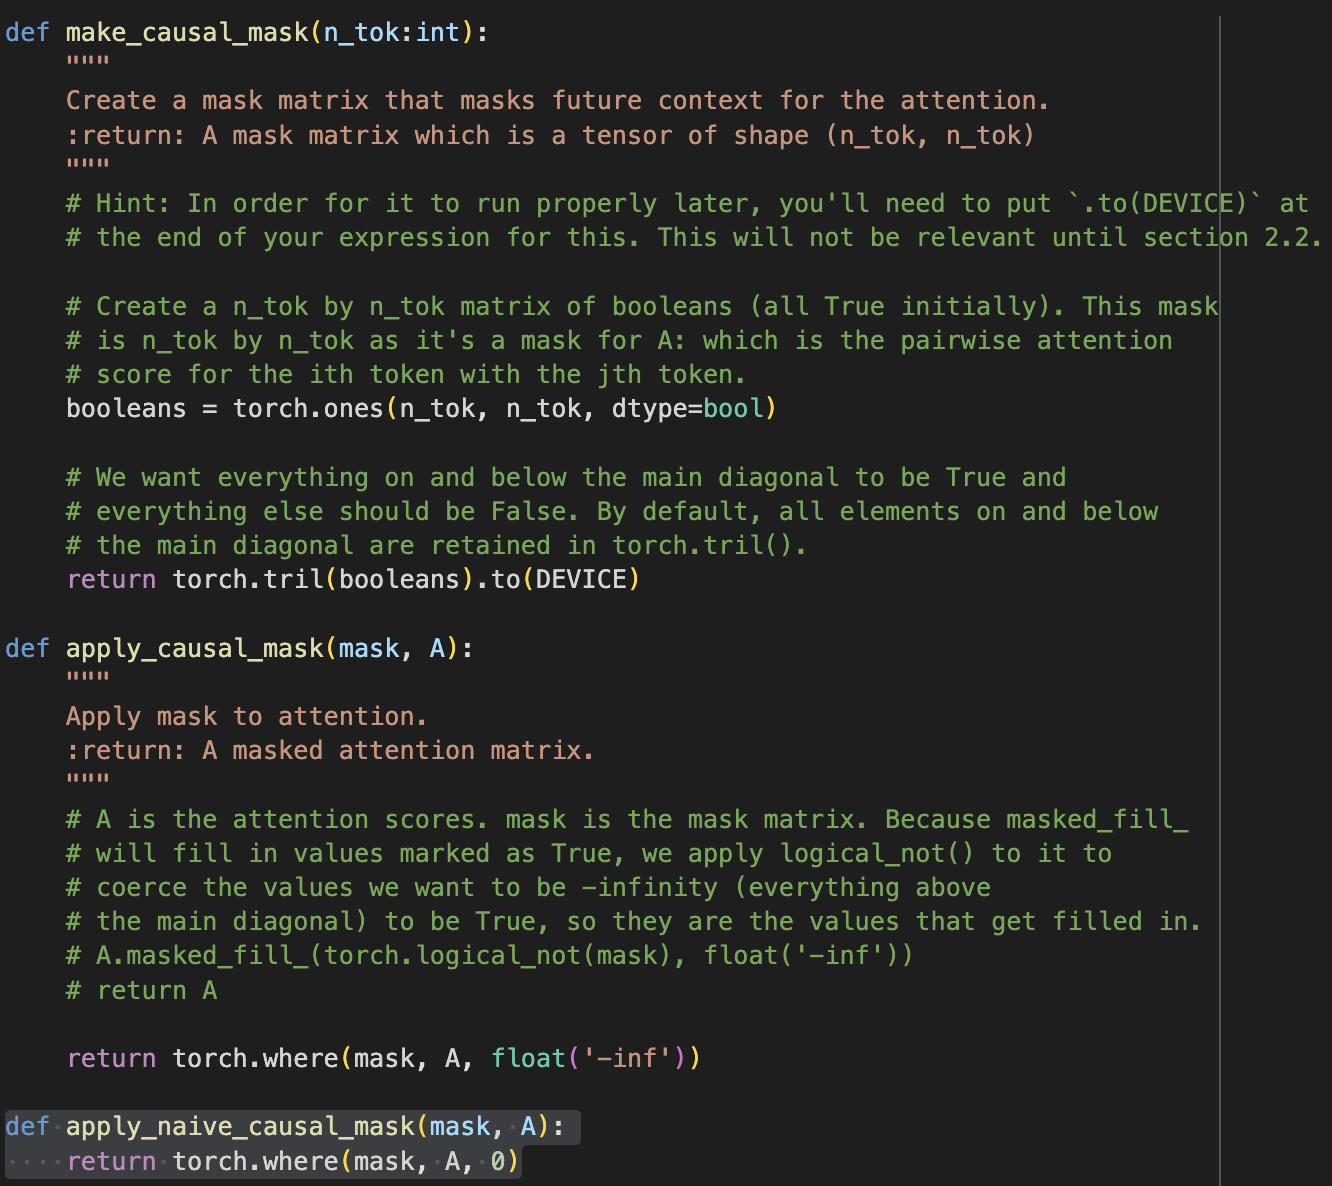 def make_causal_mask(n_tok:int):
    """
    Create a mask matrix that masks future context for the attention.
    :return: A mask matrix which is a tensor of shape (n_tok, n_tok)
    """
    # Hint: In order for it to run properly later, you'll need to put `.to(DEVICE)` at
    # the end of your expression for this. This will not be relevant until section 2.2.

    # Create a n_tok by n_tok matrix of booleans (all True initially). This mask
    # is n_tok by n_tok as it's a mask for A: which is the pairwise attention
    # score for the ith token with the jth token.
    booleans = torch.ones(n_tok, n_tok, dtype=bool)

    # We want everything on and below the main diagonal to be True and
    # everything else should be False. By default, all elements on and below
    # the main diagonal are retained in torch.tril().
    return torch.tril(booleans).to(DEVICE)

def apply_causal_mask(mask, A):
    """
    Apply mask to attention.
    :return: A masked attention matrix.
    """
    # A is the attention scores. mask is the mask matrix. Because masked_fill_
    # will fill in values marked as True, we apply logical_not() to it to
    # coerce the values we want to be -infinity (everything above
    # the main diagonal) to be True, so they are the values that get filled in.
    # A.masked_fill_(torch.logical_not(mask), float('-inf'))
    # return A

    return torch.where(mask, A, float('-inf'))

def apply_naive_causal_mask(mask, A):
    return torch.where(mask, A, 0)